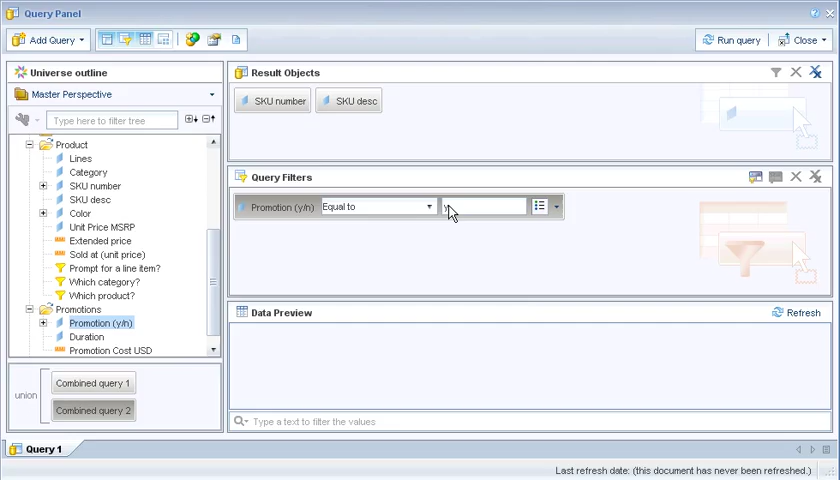 Query Panel
Add Query
Run query
Close
Universe outline
Master Perspective
Type here to filter tree
Product
Lines
Category
SKU number
SKU desc
Color
Unit Price MSRP
Extended price
Sold at (unit price)
Prompt for a line item?
Which category?
Which product?
Promotions
Promotion (y/n)
Duration
Promotion Cost USD
union
Combined query 1
Combined query 2
Result Objects
SKU number
SKU desc
Query Filters
Promotion (y/n)
Equal to
y
Data Preview
Refresh
Type a text to filter the values
Query 1
Last refresh date: (this document has never been refreshed.)